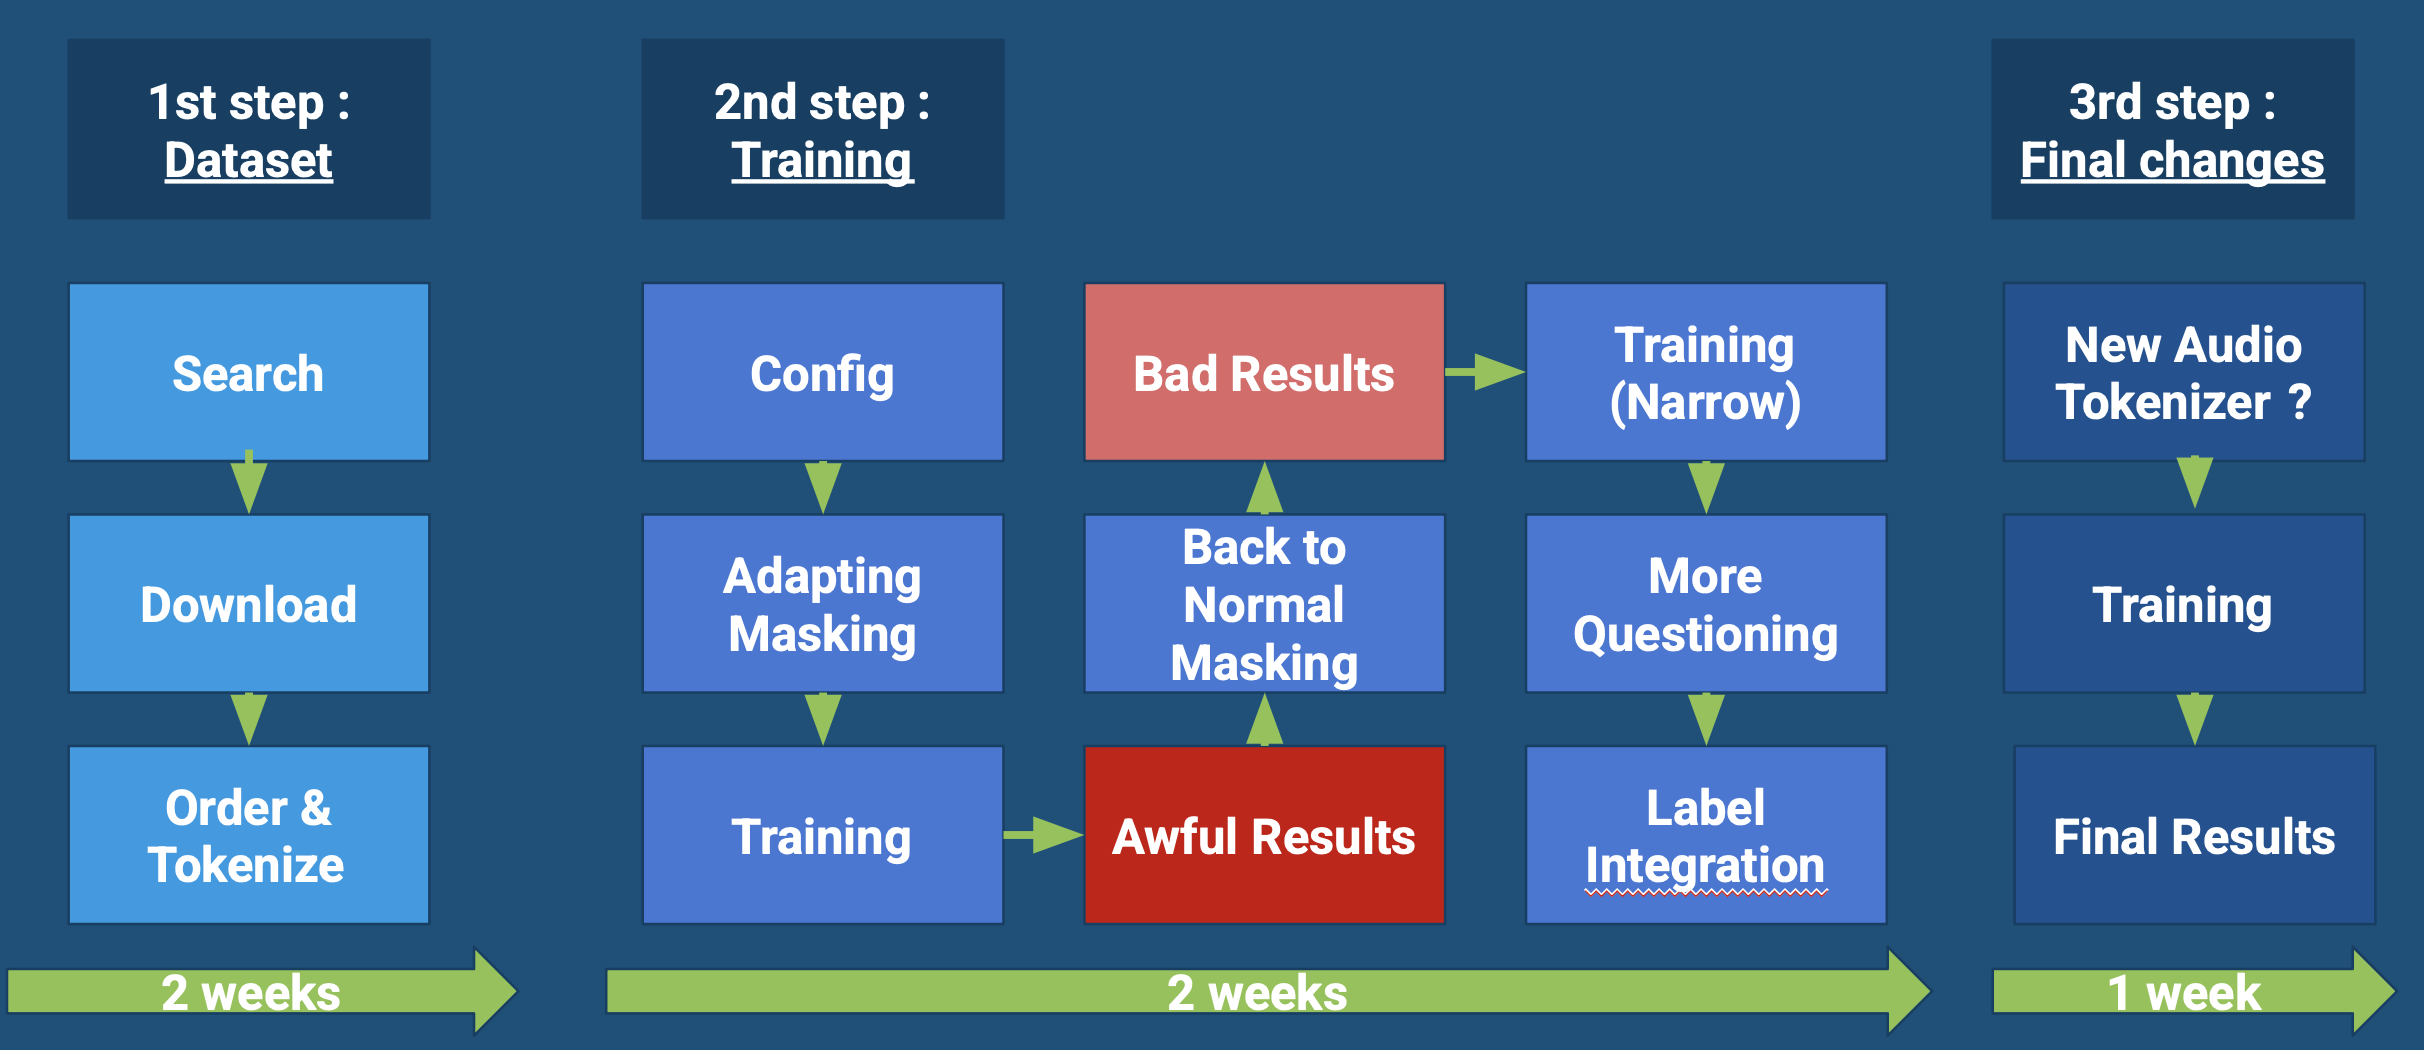 1st step :
Dataset
2nd step :
Training
3rd step :
Final changes
Search
Download
Order &
Tokenize
Config
Adapting
Masking
Training
Awful Results
Back to
Normal
Masking
Bad Results
Training
(Narrow)
More
Questioning
Label
Integration
New Audio
Tokenizer ?
Training
Final Results
2 weeks
2 weeks
1 week